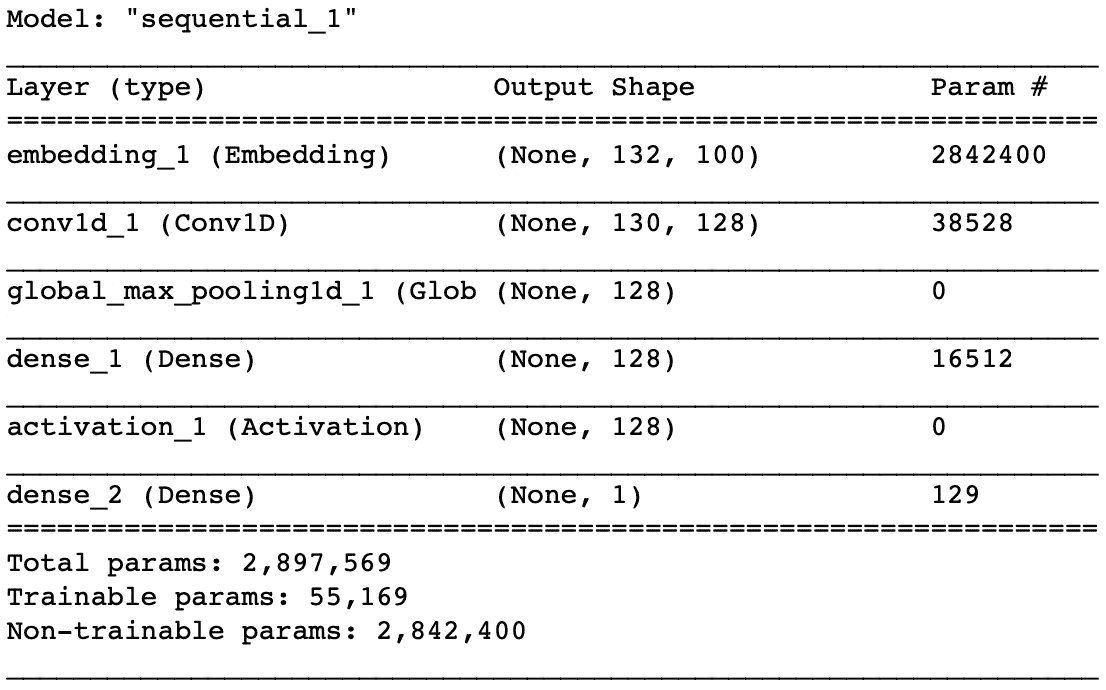 Model: "sequential_1"
Layer (type) Output Shape Param #
embedding_1 (Embedding) (None, 132, 100) 2842400
conv1d_1 (Conv1D) (None, 130, 128) 38528
global_max_pooling1d_1 (Glob (None, 128) 0
dense_1 (Dense) (None, 128) 16512
activation_1 (Activation) (None, 128) 0
dense_2 (Dense) (None, 1) 129
Total params: 2,897,569
Trainable params: 55,169
Non-trainable params: 2,842,400